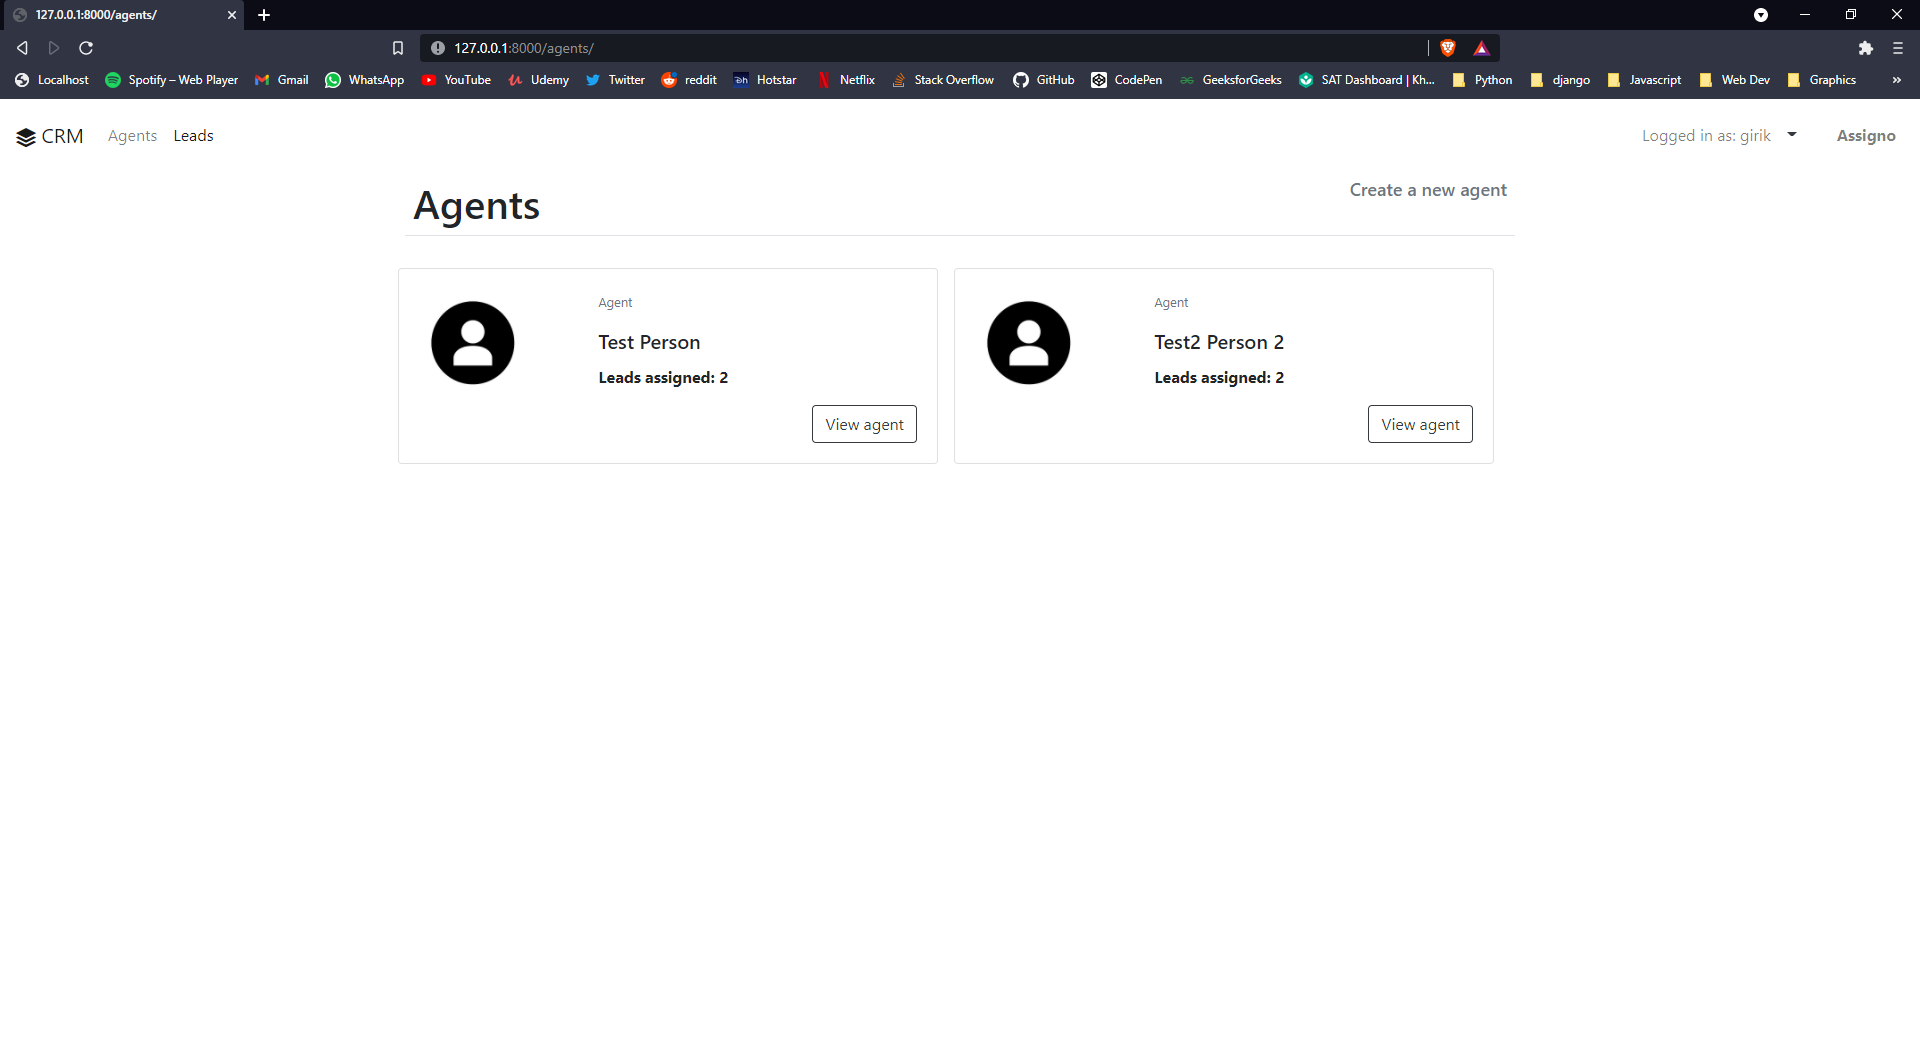 127.0.0.1:8000/agents/
127.0.0.1:8000/agents/
Localhost Spotify – Web Player Gmail WhatsApp YouTube Udemy Twitter reddit Hotstar Netflix Stack Overflow GitHub CodePen GeeksforGeeks SAT Dashboard | Kh... Python django Javascript Web Dev Graphics »
CRM Agents Leads Logged in as: girik Assigno
Create a new agent
Agents
Agent
Test Person
Leads assigned: 2
View agent
Agent
Test2 Person 2
Leads assigned: 2
View agent